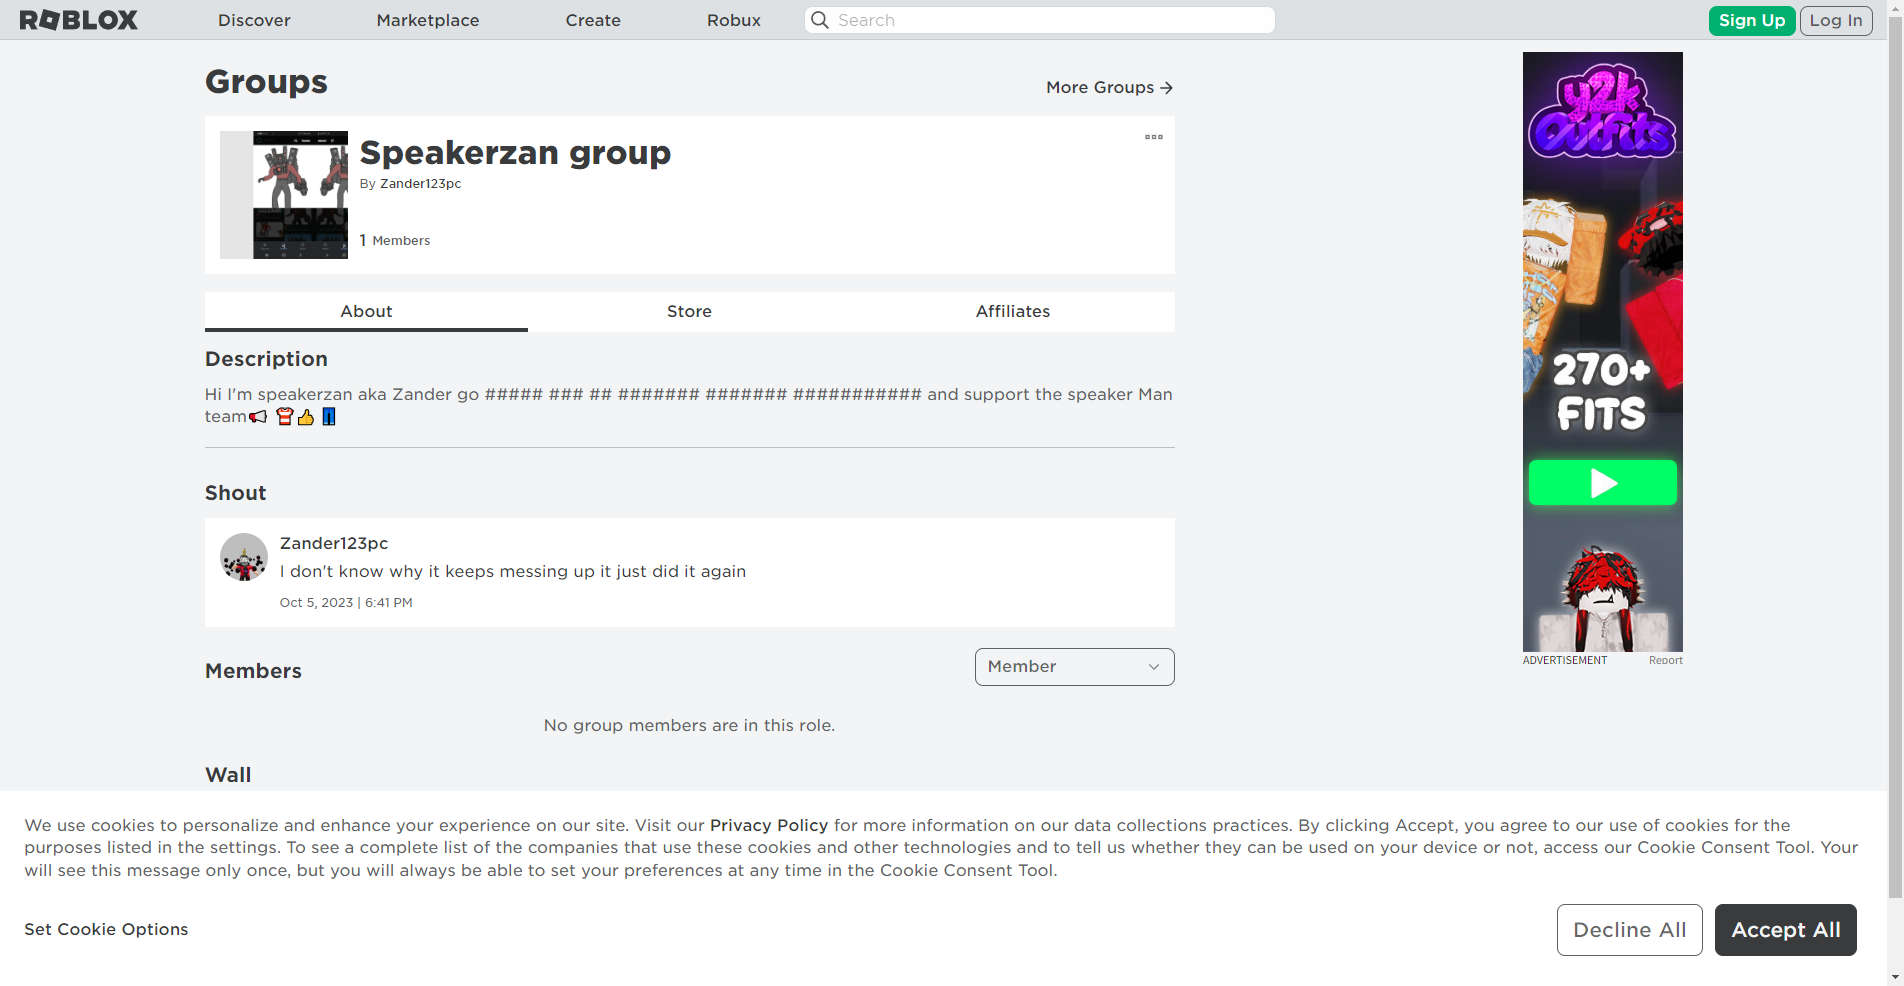 ROBLOX
Discover
Marketplace
Create
Robux
Search
Sign Up
Log In
Groups
More Groups
Speakerzan group
By Zander123pc
1 Members
About
Store
Affiliates
Description
Hi I'm speakerzan aka Zander go ##### ### ## ####### ####### ########### and support the speaker Man
team
Shout
Zander123pc
I don't know why it keeps messing up it just did it again
Oct 5, 2023 | 6:41 PM
Members
Member
No group members are in this role.
Wall
y2k
Outfits
270+
FITS
ADVERTISEMENT
Report
We use cookies to personalize and enhance your experience on our site. Visit our Privacy Policy for more information on our data collections practices. By clicking Accept, you agree to our use of cookies for the
purposes listed in the settings. To see a complete list of the companies that use these cookies and other technologies and to tell us whether they can be used on your device or not, access our Cookie Consent Tool. Your
will see this message only once, but you will always be able to set your preferences at any time in the Cookie Consent Tool.
Set Cookie Options
Decline All
Accept All